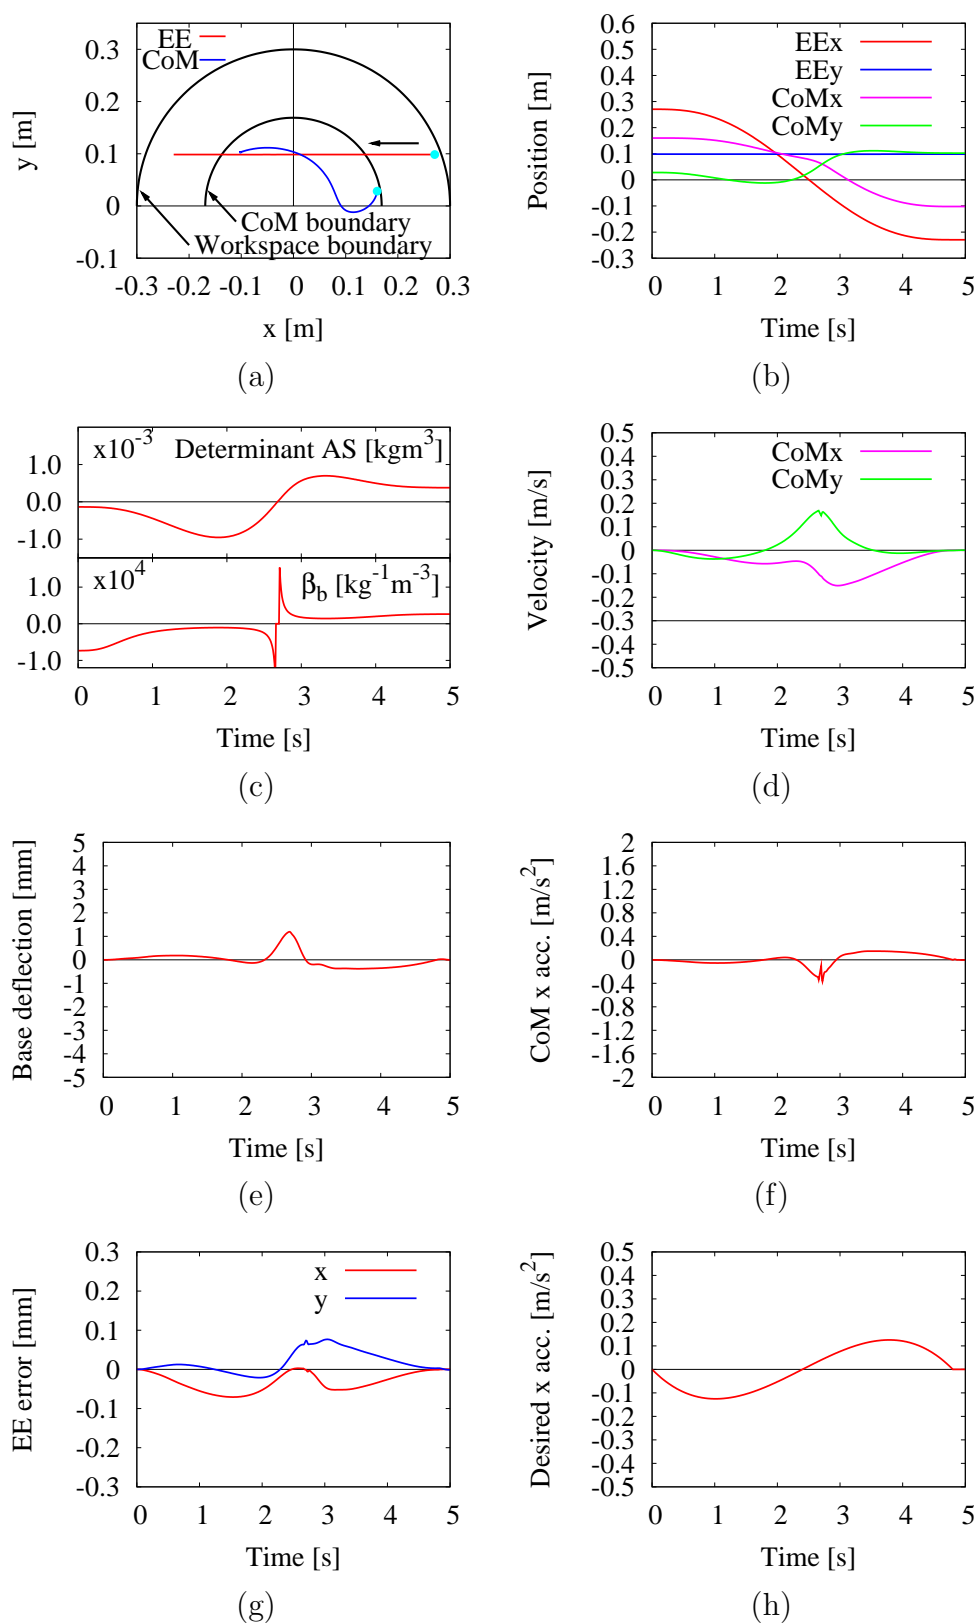 EE
CoM
0.3
0.2
0.1
0
-0.1
y [m]
CoM boundary
Workspace boundary
-0.3 -0.2 -0.1 0 0.1 0.2 0.3
x [m]
(a)
EEx
EEy
CoMx
CoMy
0.6
0.5
0.4
0.3
0.2
0.1
0
-0.1
-0.2
-0.3
Position [m]
0 1 2 3 4 5
Time [s]
(b)
x10-3 Determinant AS [kgm3]
1.0
0.0
-1.0
x104 βb [kg-1m-3]
1.0
0.0
-1.0
0 1 2 3 4 5
Time [s]
(c)
CoMx
CoMy
0.5
0.4
0.3
0.2
0.1
0
-0.1
-0.2
-0.3
-0.4
-0.5
Velocity [m/s]
0 1 2 3 4 5
Time [s]
(d)
5
4
3
2
1
0
-1
-2
-3
-4
-5
Base deflection [mm]
0 1 2 3 4 5
Time [s]
(e)
2
1.6
1.2
0.8
0.4
0
-0.4
-0.8
-1.2
-1.6
-2
CoM x acc. [m/s2]
0 1 2 3 4 5
Time [s]
(f)
x
y
0.3
0.2
0.1
0
-0.1
-0.2
-0.3
EE error [mm]
0 1 2 3 4 5
Time [s]
(g)
0.5
0.4
0.3
0.2
0.1
0
-0.1
-0.2
-0.3
-0.4
-0.5
Desired x acc. [m/s2]
0 1 2 3 4 5
Time [s]
(h)